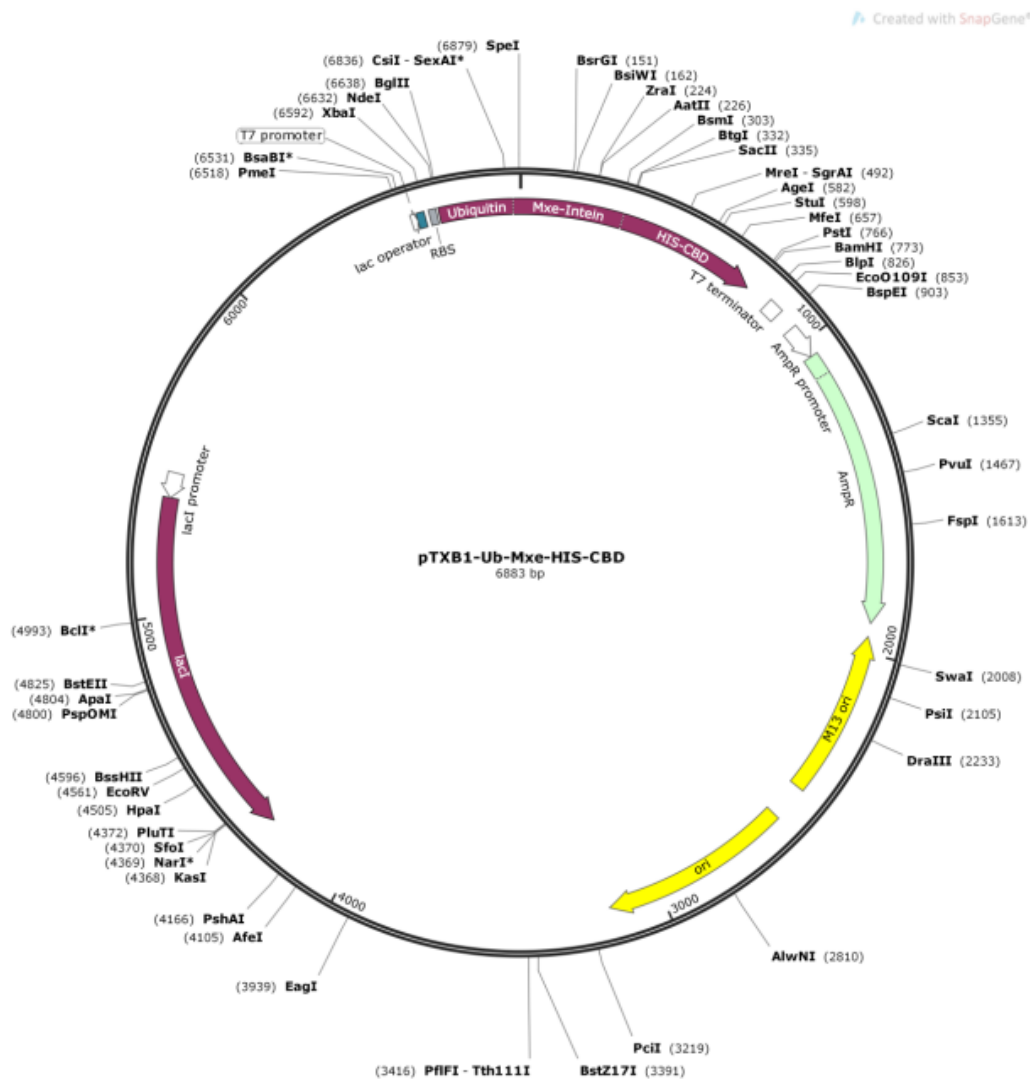 Created with SnapGene®
(6879) SpeI
(6836) CsiI - SexAI*
(6638) BglII
(6632) NdeI
(6592) XbaI
T7 promoter
(6531) BsaBI*
(6518) PmeI
BsrGI (151)
BsiWI (162)
ZraI (224)
AatII (226)
BsmI (303)
BtgI (332)
SacII (335)
MreI - SgrAI (492)
AgeI (582)
StuI (598)
MfeI (657)
PstI (766)
BamHI (773)
BlpI (826)
EcoO109I (853)
BspEI (903)
Ubiquitin
Mxe-Intein
HIS-CBD
lac operator
RBS
T7 terminator
6000
1000
AmpR promoter
AmpR
ScaI (1355)
PvuI (1467)
FspI (1613)
lacI promoter
pTXB1-Ub-Mxe-HIS-CBD
6883 bp
(4993) BclI*
5000
lacI
2000
(4825) BstEII
(4804) ApaI
(4800) PspOMI
SwaI (2008)
PsiI (2105)
DraIII (2233)
M13 ori
(4596) BssHII
(4561) EcoRV
(4505) HpaI
(4372) PluTI
(4370) SfoI
(4369) NarI*
(4368) KasI
ori
4000
3000
(4166) PshAI
(4105) AfeI
(3939) EagI
AlwNI (2810)
PciI (3219)
(3416) PflFI - Tth111I
BstZ17I (3391)